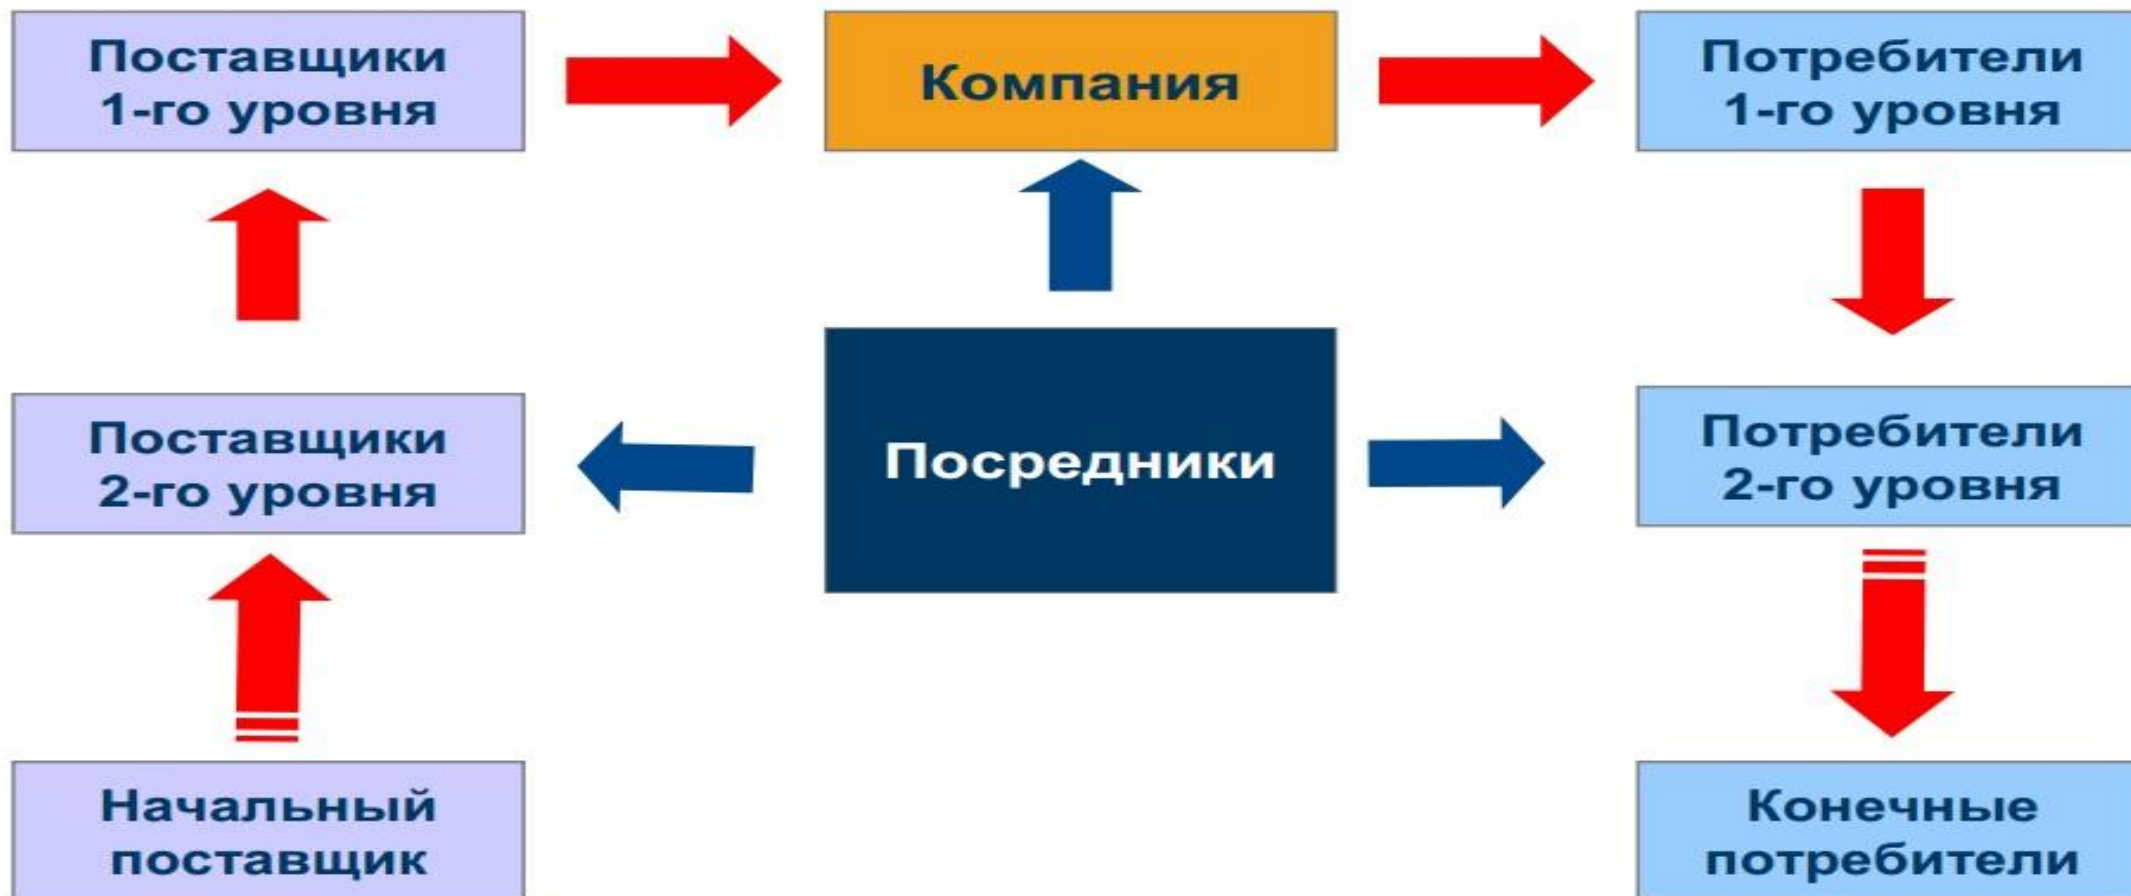 Поставщики
1-го уровня
Компания
Потребители
1-го уровня
Поставщики
2-го уровня
Посредники
Потребители
2-го уровня
Начальный
поставщик
Конечные
потребители